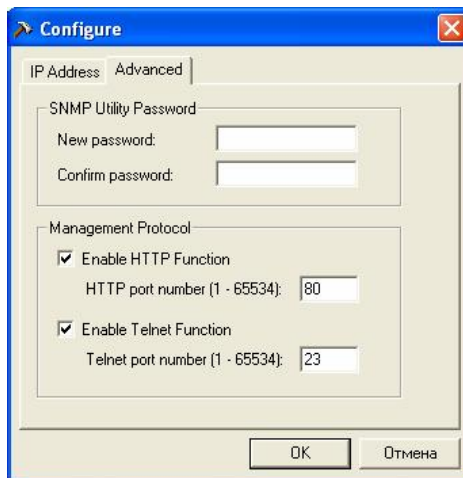 Configure
IP Address Advanced
SNMP Utility Password
New password:
Confirm password:
Management Protocol
Enable HTTP Function
HTTP port number (1 - 65534): 80
Enable Telnet Function
Telnet port number (1 - 65534): 23
OK Отмена